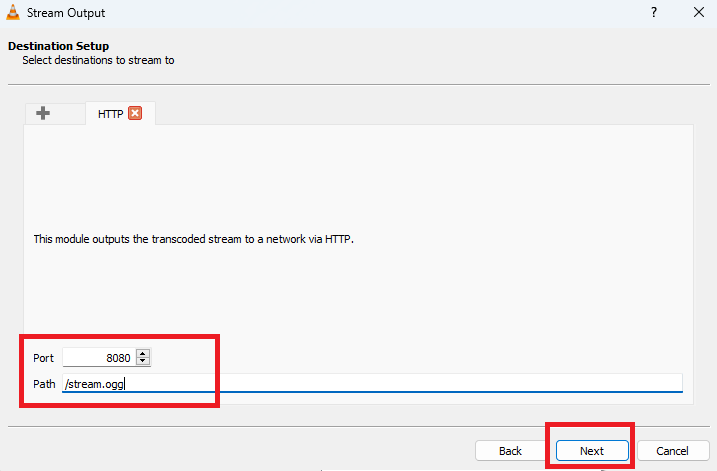 Stream Output
?
Destination Setup
Select destinations to stream to
HTTP
This module outputs the transcoded stream to a network via HTTP.
Port 8080
Path /stream.ogg
Back Next Cancel